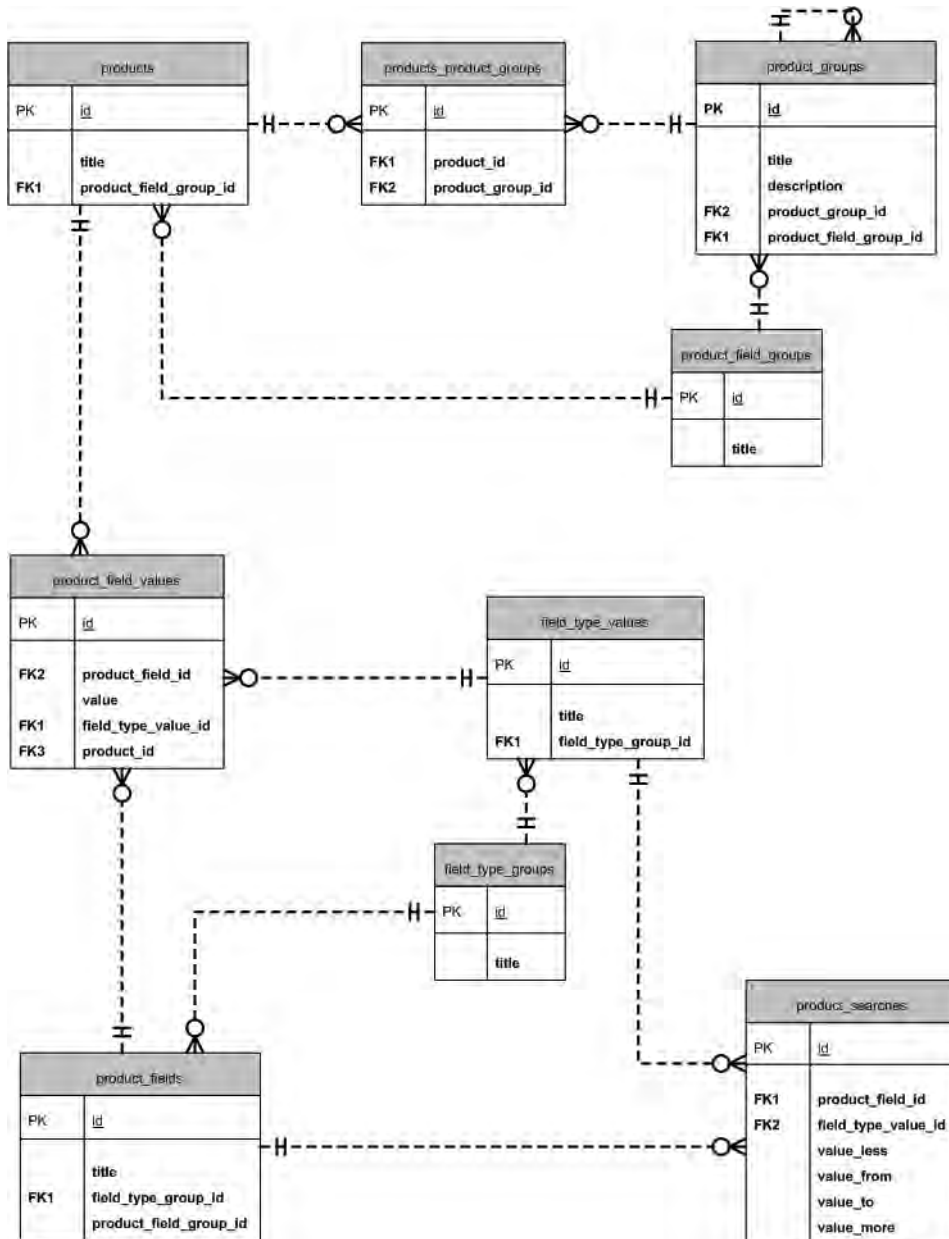 products
PK id
title
FK1 product_field_group_id
products_product_groups
PK id
FK1 product_id
FK2 product_group_id
product_groups
PK id
title
description
FK2 product_group_id
FK1 product_field_group_id
product_field_groups
PK id
title
product_field_values
PK id
FK2 product_field_id
value
FK1 field_type_value_id
FK3 product_id
field_type_values
PK id
title
FK1 field_type_group_id
field_type_groups
PK id
title
product_fields
PK id
title
FK1 field_type_group_id
product_field_group_id
product_searches
PK id
FK1 product_field_id
FK2 field_type_value_id
value_less
value_from
value_to
value_more